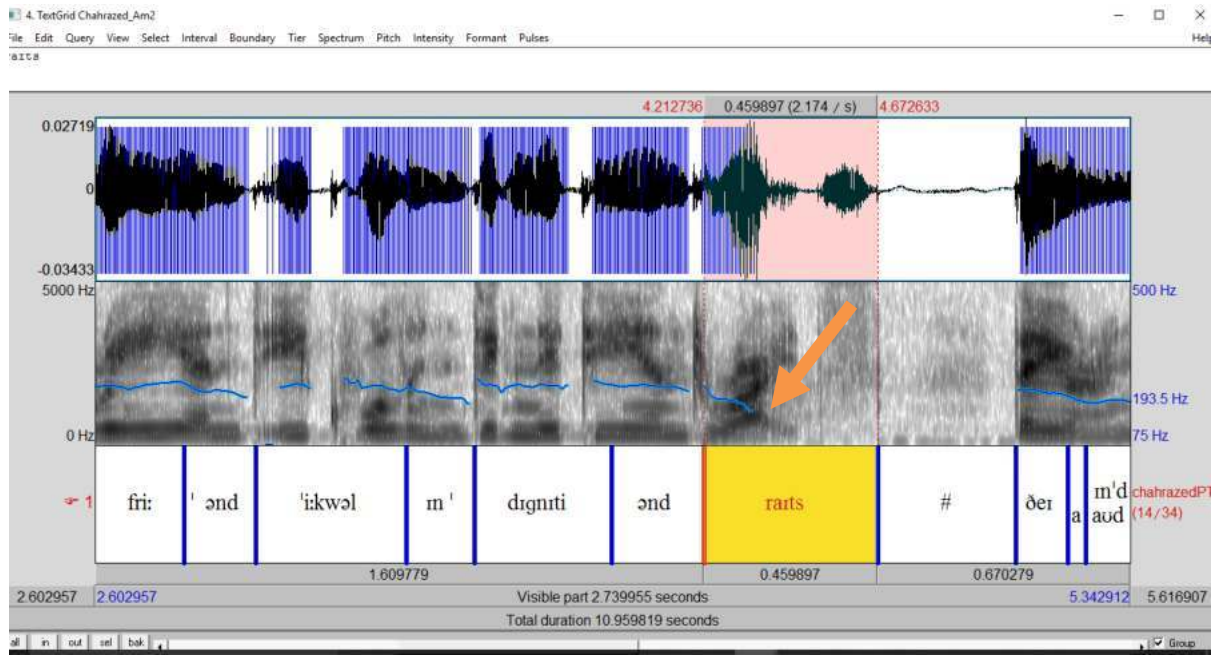 4. TextGrid Chahrazed_Am2
File Edit Query View Select Interval Boundary Tier Spectrum Pitch Intensity Formant Pulses Help
raɪts
4.212736 0.459897 (2.174 / s) 4.672633
0.02719
0
-0.03433
5000 Hz 500 Hz
193.5 Hz
0 Hz 75 Hz
☞ 1 fri: ˈ ənd ˈi:kwəl ɪn ˈ dɪgnɪti ənd raɪts # ðeɪ a ɪnˈd aʊd chahrazedPT
(14/34)
1.609779 0.459897 0.670279
2.602957 2.602957 Visible part 2.739955 seconds 5.342912 5.616907
Total duration 10.959819 seconds
all in out sel bak Group